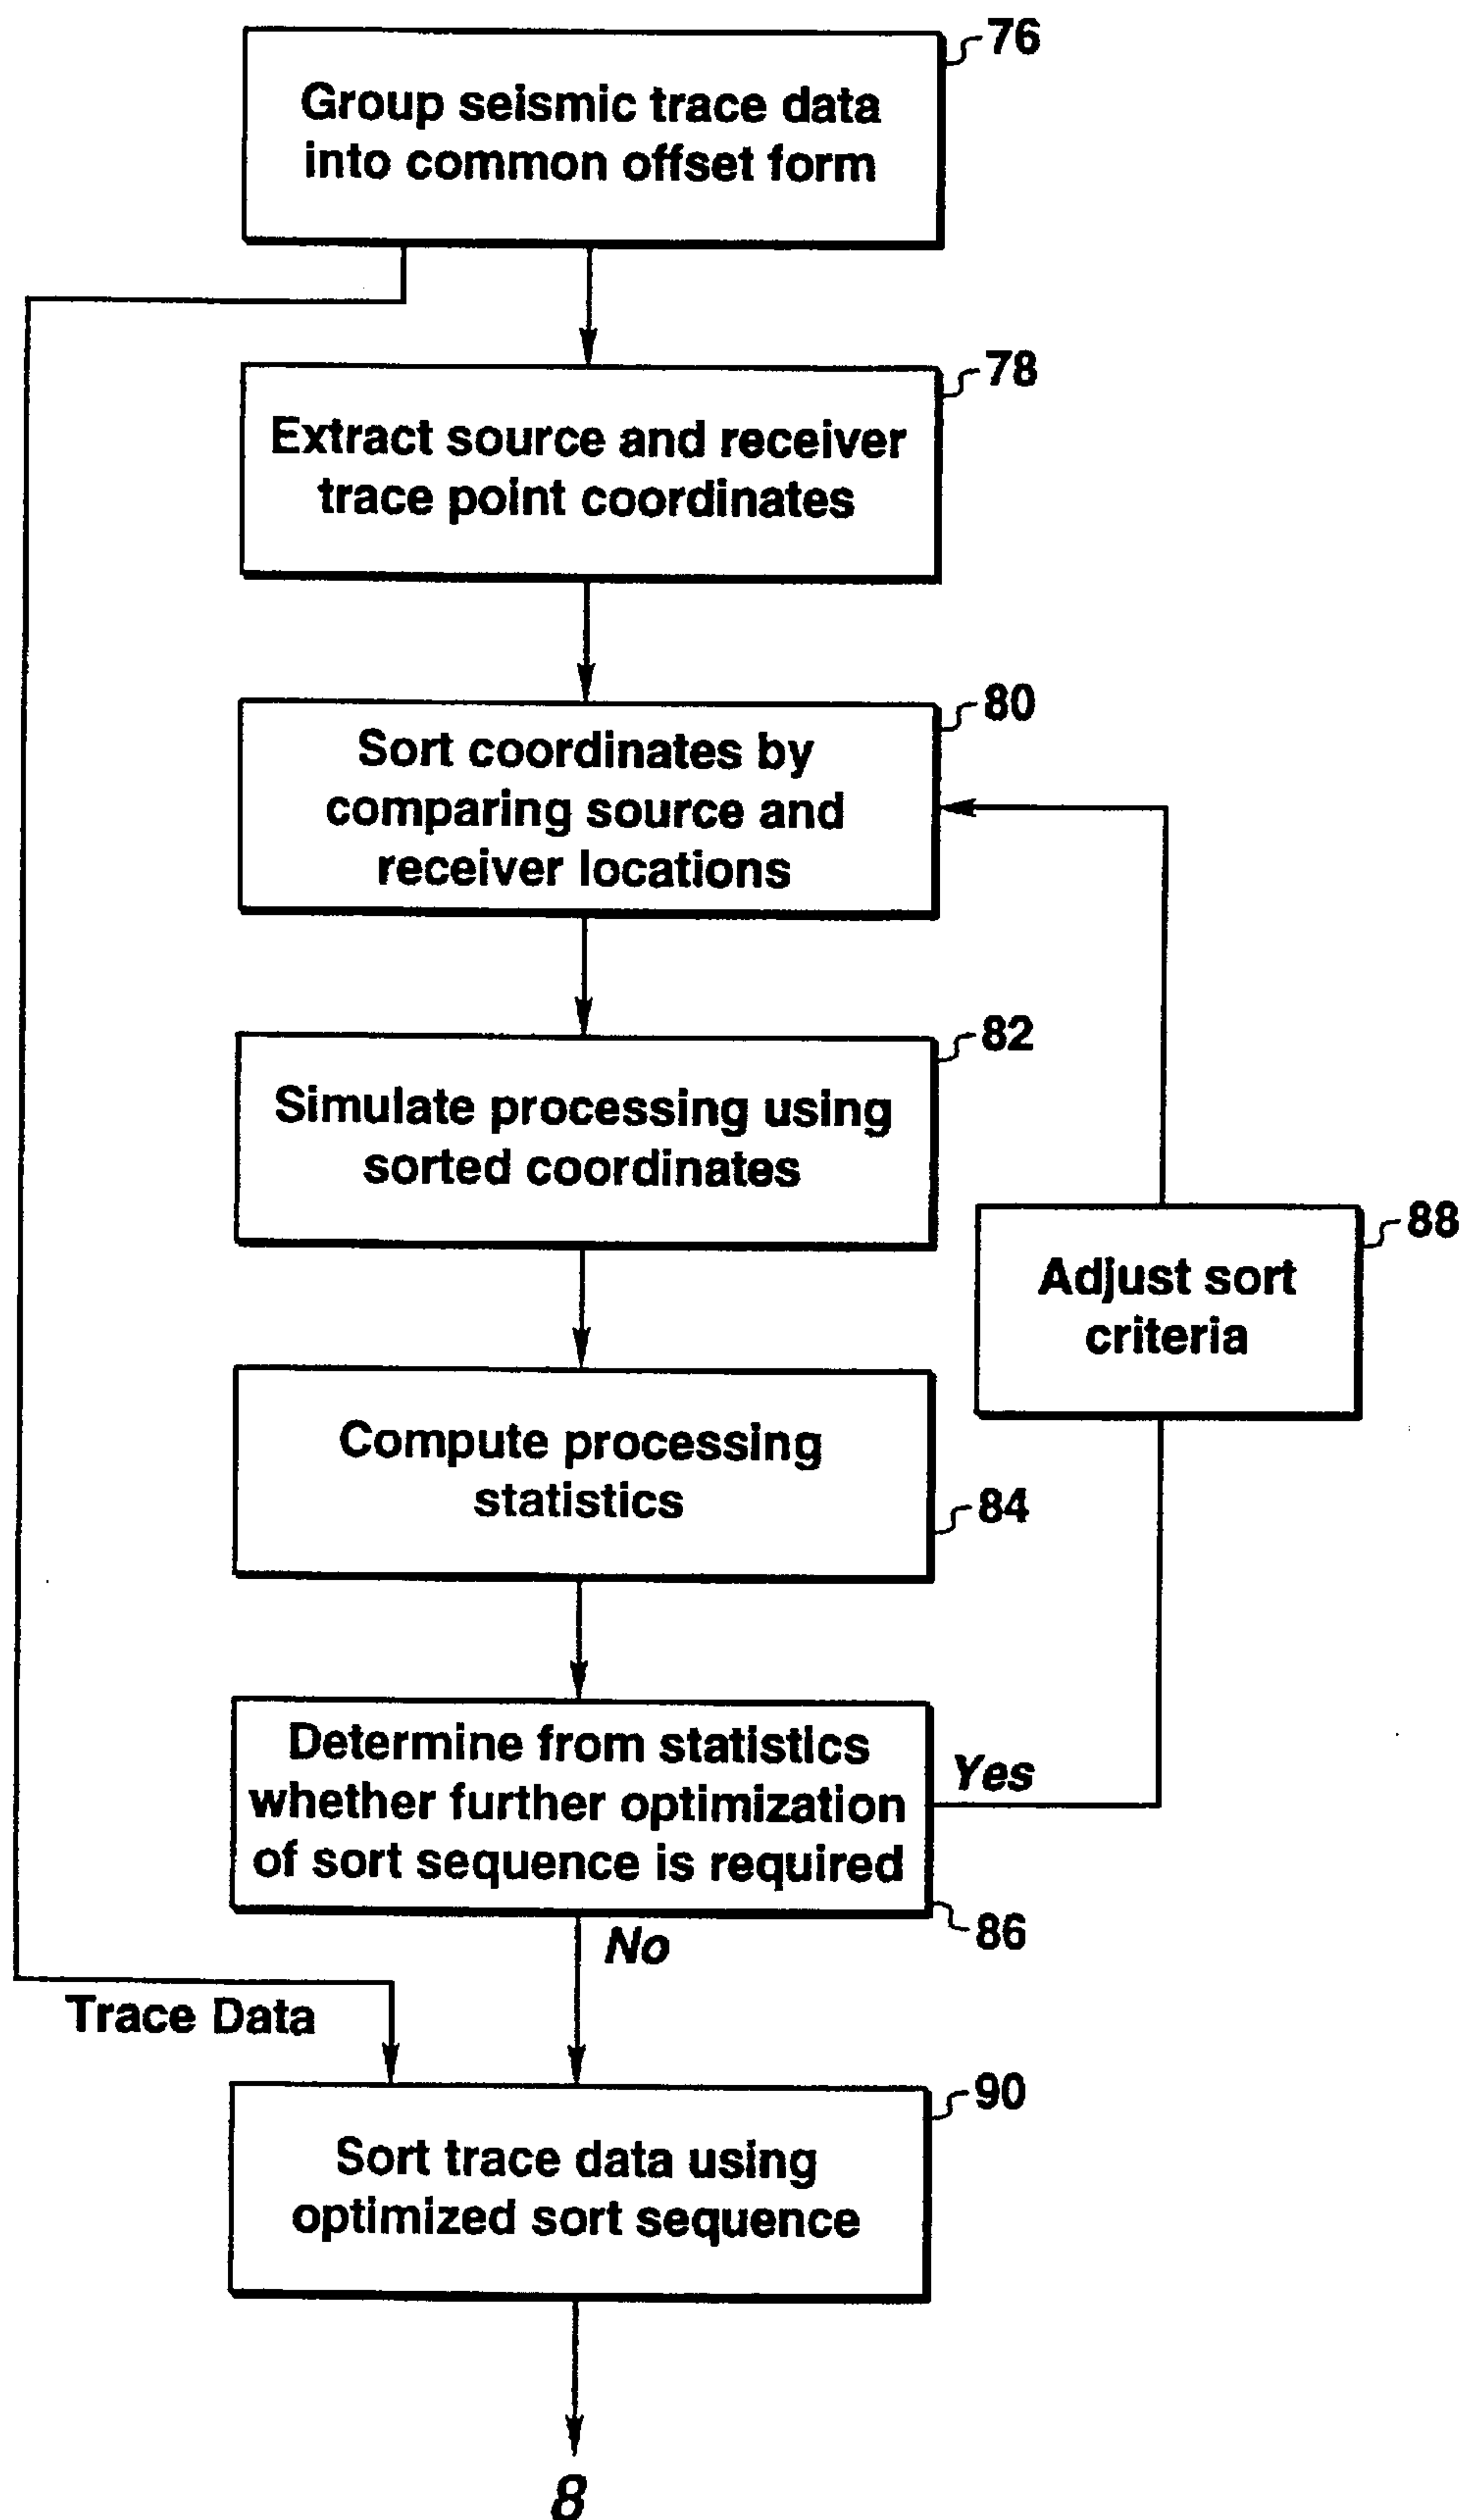 76
Group seismic trace data
into common offset form
78
Extract source and receiver
trace point coordinates
80
Sort coordinates by
comparing source and
receiver locations
82
Simulate processing using
sorted coordinates
88
Adjust sort
criteria
Compute processing
statistics
84
Determine from statistics
whether further optimization
of sort sequence is required
Yes
86
No
Trace Data
90
Sort trace data using
optimized sort sequence
8